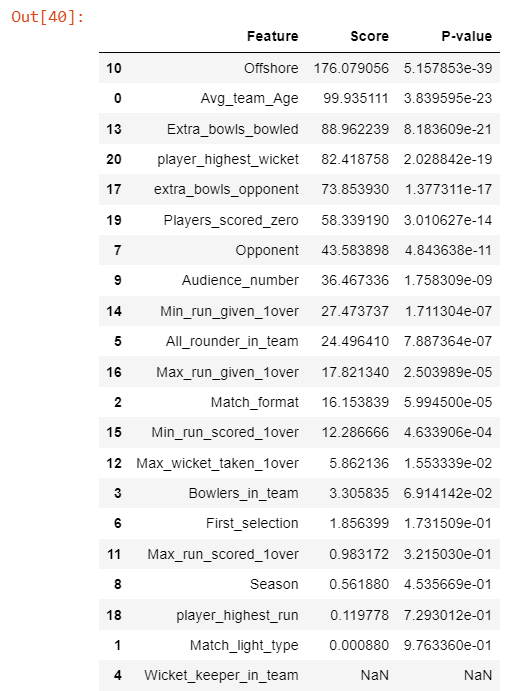 Out[40]:
Feature Score P-value
10 Offshore 176.079056 5.157853e-39
0 Avg_team_Age 99.935111 3.839595e-23
13 Extra_bowls_bowled 88.962239 8.183609e-21
20 player_highest_wicket 82.418758 2.028842e-19
17 extra_bowls_opponent 73.853930 1.377311e-17
19 Players_scored_zero 58.339190 3.010627e-14
7 Opponent 43.583898 4.843638e-11
9 Audience_number 36.467336 1.758309e-09
14 Min_run_given_1over 27.473737 1.711304e-07
5 All_rounder_in_team 24.496410 7.887364e-07
16 Max_run_given_1over 17.821340 2.503989e-05
2 Match_format 16.153839 5.994500e-05
15 Min_run_scored_1over 12.286666 4.633906e-04
12 Max_wicket_taken_1over 5.862136 1.553339e-02
3 Bowlers_in_team 3.305835 6.914142e-02
6 First_selection 1.856399 1.731509e-01
11 Max_run_scored_1over 0.983172 3.215030e-01
8 Season 0.561880 4.535669e-01
18 player_highest_run 0.119778 7.293012e-01
1 Match_light_type 0.000880 9.763360e-01
4 Wicket_keeper_in_team NaN NaN